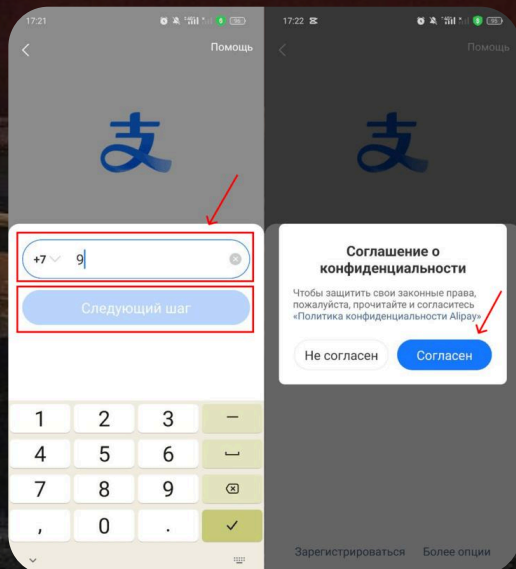 17:21
Помощь
支
+7 9
Следующий шаг
1 2 3 –
4 5 6
7 8 9
, 0 .
17:22
Помощь
支
Соглашение о
конфиденциальности
Чтобы защитить свои законные права,
пожалуйста, прочитайте и согласитесь
«Политика конфиденциальности Alipay»
Не согласен Согласен
Зарегистрироваться Более опции